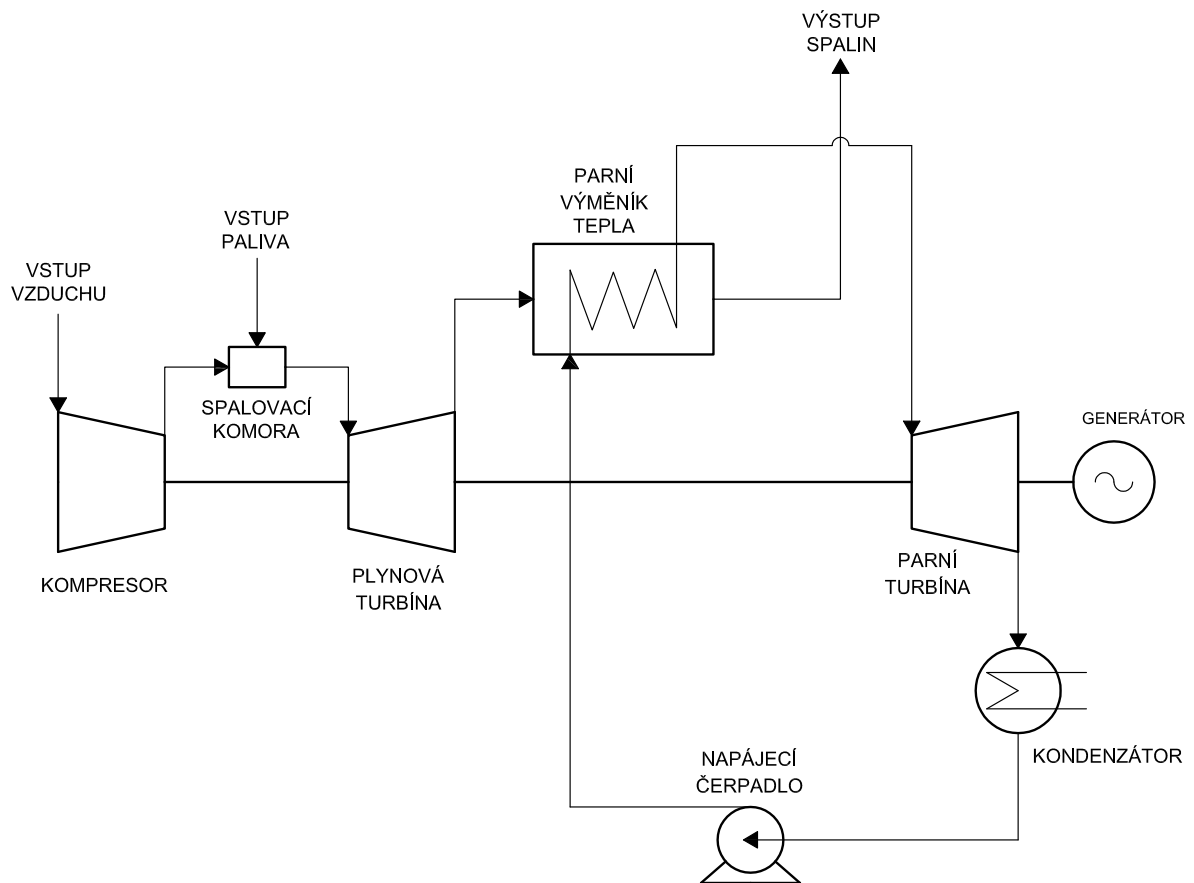 VÝSTUP
SPALIN
PARNÍ
VÝMĚNÍK
TEPLA
VSTUP
PALIVA
VSTUP
VZDUCHU
SPALOVACÍ
KOMORA
GENERÁTOR
KOMPRESOR
PLYNOVÁ
TURBÍNA
PARNÍ
TURBÍNA
KONDENZÁTOR
NAPÁJECÍ
ČERPADLO